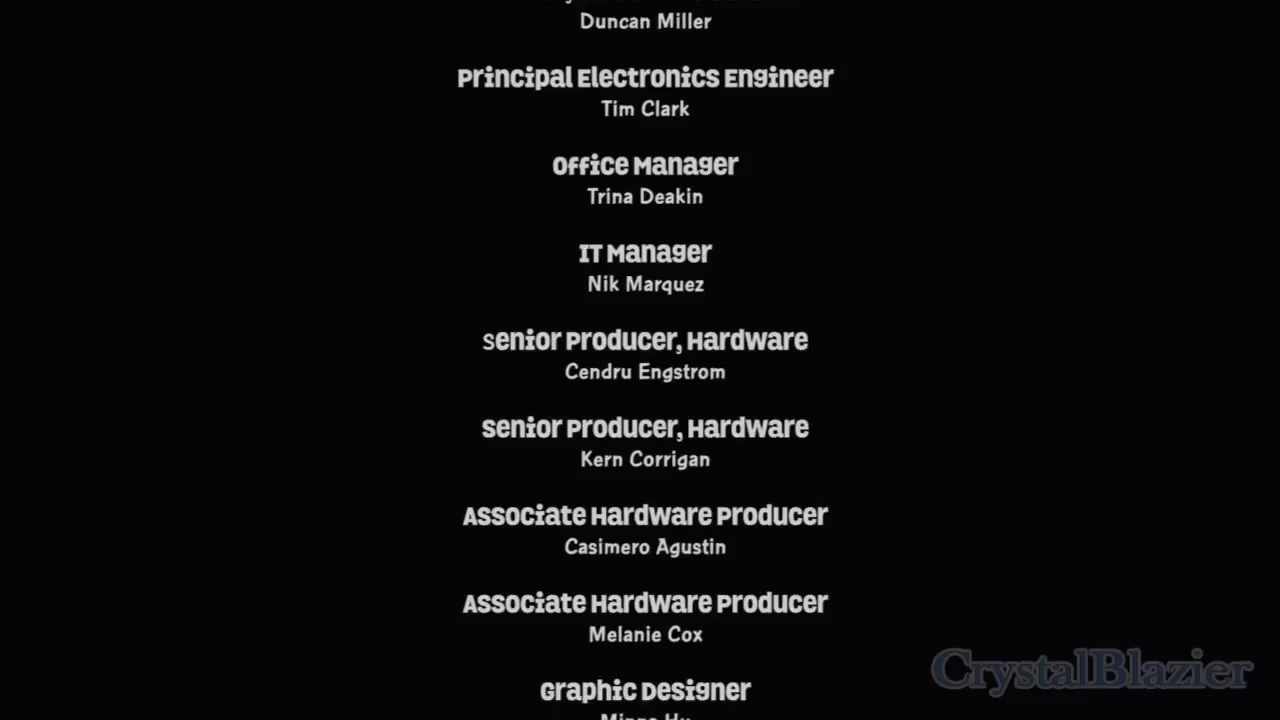 Duncan Miller
Principal Electronics Engineer
Tim Clark
Office Manager
Trina Deakin
IT Manager
Nik Marquez
Senior Producer, Hardware
Cendru Engstrom
Senior Producer, Hardware
Kern Corrigan
Associate Hardware Producer
Casimero Agustin
Associate Hardware Producer
Melanie Cox
Graphic Designer
CrystalBlazier